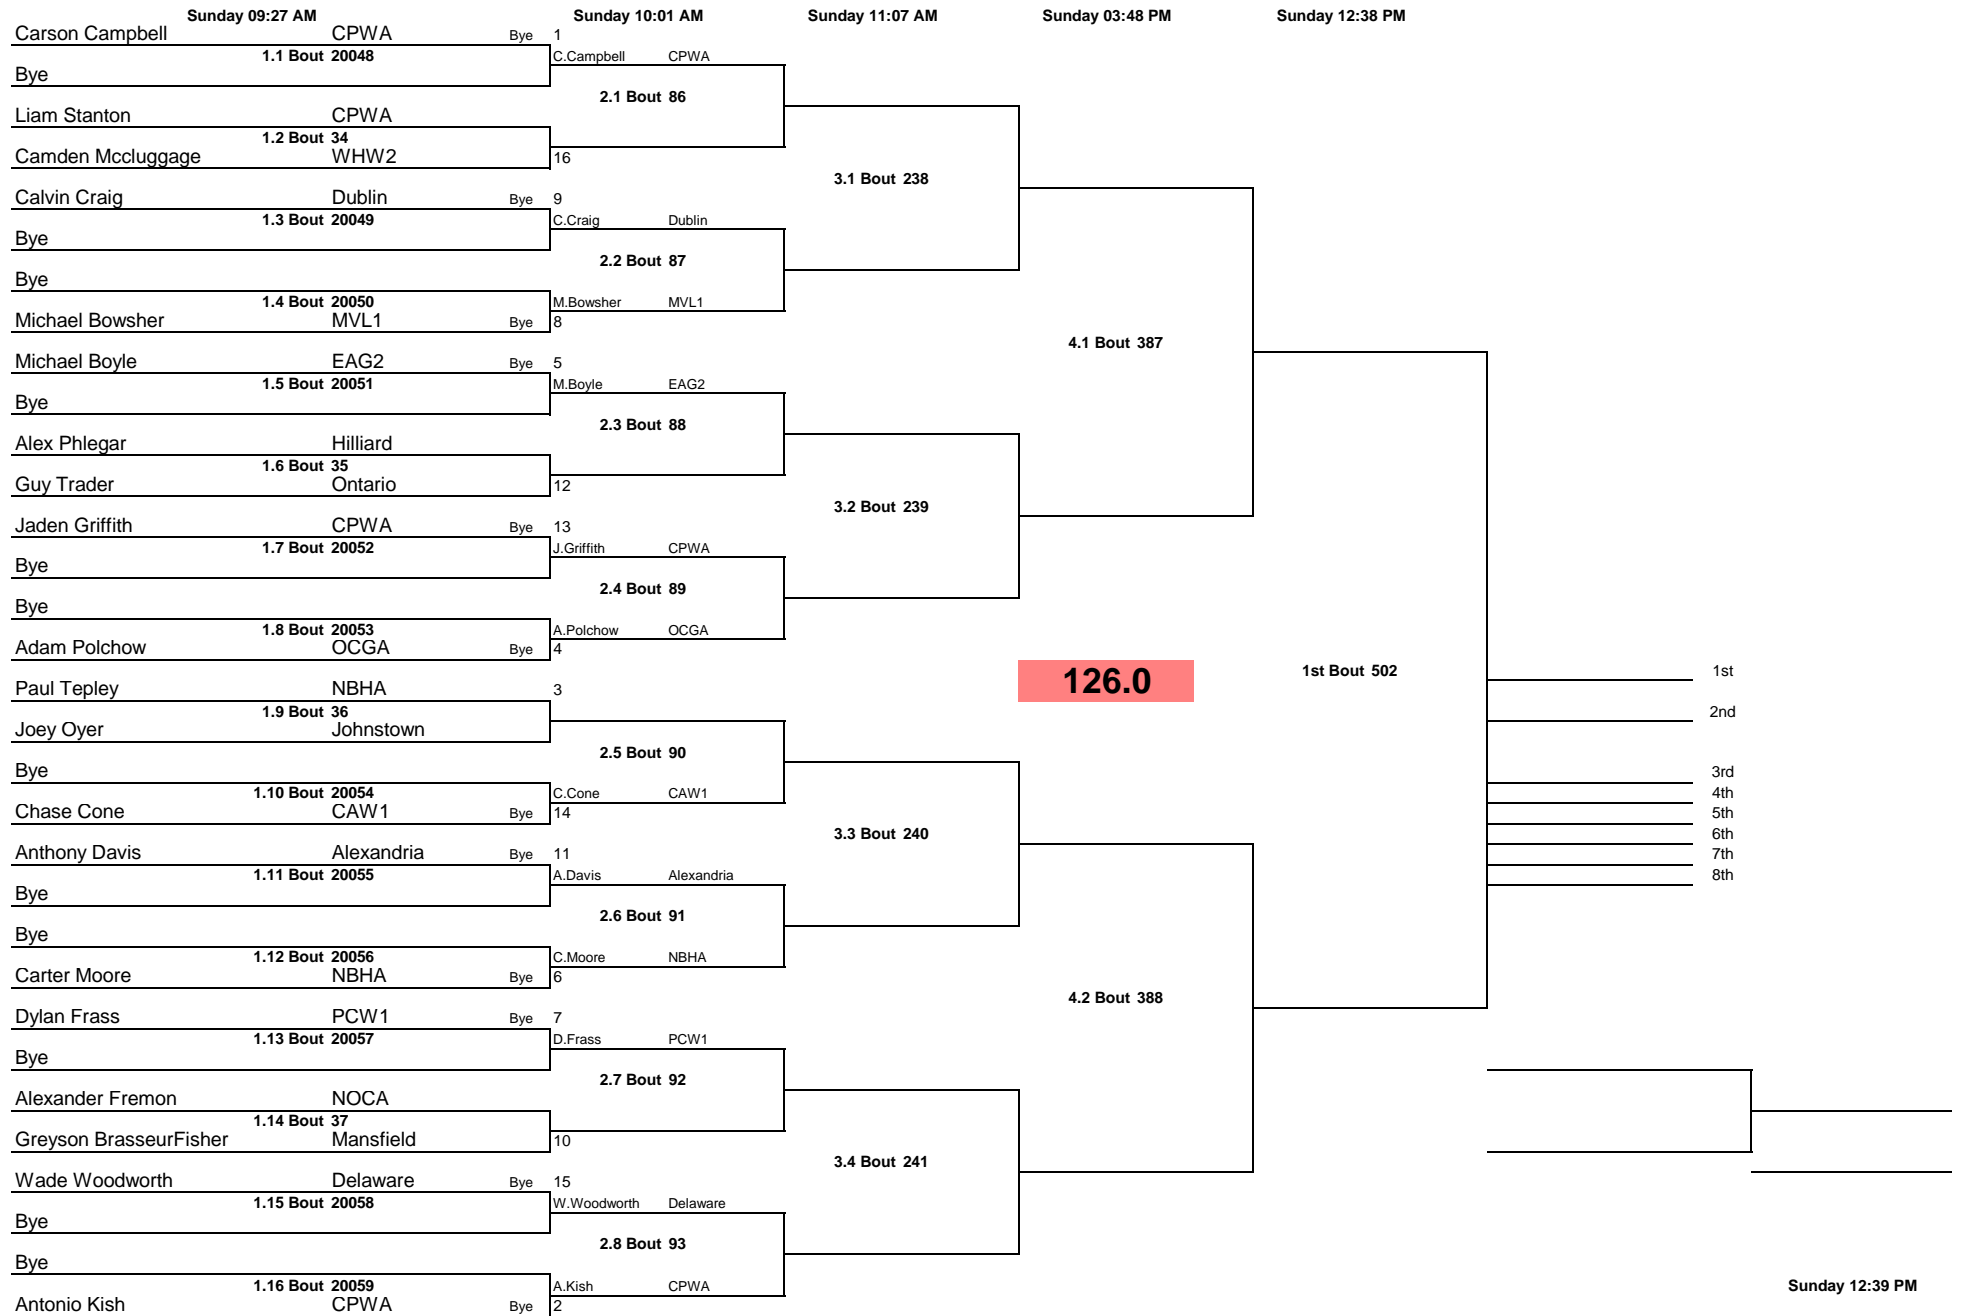 Sunday 09:27 AM Sunday 10:01 AM Sunday 11:07 AM Sunday 03:48 PM Sunday 12:38 PM
Carson Campbell CPWA Bye 1
1.1 Bout 20048 C.Campbell CPWA
Bye
2.1 Bout 86
Liam Stanton CPWA
1.2 Bout 34
Camden Mccluggage WHW2 16
3.1 Bout 238
Calvin Craig Dublin Bye 9
1.3 Bout 20049 C.Craig Dublin
Bye
2.2 Bout 87
Bye
1.4 Bout 20050 M.Bowsher MVL1
Michael Bowsher MVL1 Bye 8
4.1 Bout 387
Michael Boyle EAG2 Bye 5
1.5 Bout 20051 M.Boyle EAG2
Bye
2.3 Bout 88
Alex Phlegar Hilliard
1.6 Bout 35
Guy Trader Ontario 12
3.2 Bout 239
Jaden Griffith CPWA Bye 13
1.7 Bout 20052 J.Griffith CPWA
Bye
2.4 Bout 89
Bye
1.8 Bout 20053 A.Polchow OCGA
Adam Polchow OCGA Bye 4
126.0 1st Bout 502 1st
Paul Tepley NBHA 3
1.9 Bout 36 2nd
Joey Oyer Johnstown
2.5 Bout 90
Bye 3rd
1.10 Bout 20054 C.Cone CAW1 4th
Chase Cone CAW1 Bye 14 5th
3.3 Bout 240 6th
Anthony Davis Alexandria Bye 11 7th
1.11 Bout 20055 A.Davis Alexandria 8th
Bye
2.6 Bout 91
Bye
1.12 Bout 20056 C.Moore NBHA
Carter Moore NBHA Bye 6
4.2 Bout 388
Dylan Frass PCW1 Bye 7
1.13 Bout 20057 D.Frass PCW1
Bye
2.7 Bout 92
Alexander Fremon NOCA
1.14 Bout 37
Greyson BrasseurFisher Mansfield 10
3.4 Bout 241
Wade Woodworth Delaware Bye 15
1.15 Bout 20058 W.Woodworth Delaware
Bye
2.8 Bout 93
Bye
1.16 Bout 20059 A.Kish CPWA Sunday 12:39 PM
Antonio Kish CPWA Bye 2